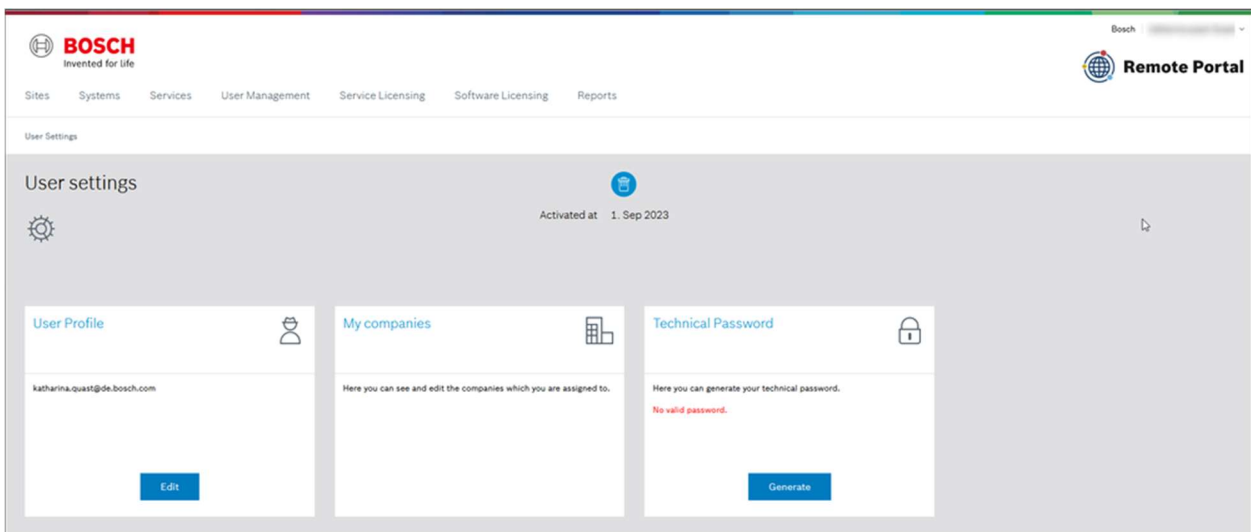 Bosch
BOSCH
Invented for life
Remote Portal
Sites Systems Services User Management Service Licensing Software Licensing Reports
User Settings
User settings
Activated at 1. Sep 2023
User Profile
katharina.quast@de.bosch.com
Edit
My companies
Here you can see and edit the companies which you are assigned to.
Technical Password
Here you can generate your technical password.
No valid password.
Generate